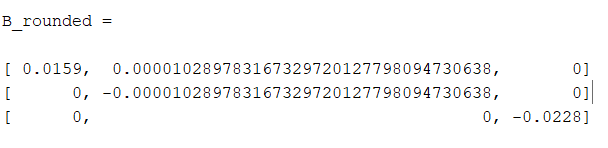 B_rounded =
[ 0.0159,  0.000010289783167329720127798094730638,       0]
[      0, -0.000010289783167329720127798094730638,       0]
[      0,                                       0, -0.0228]